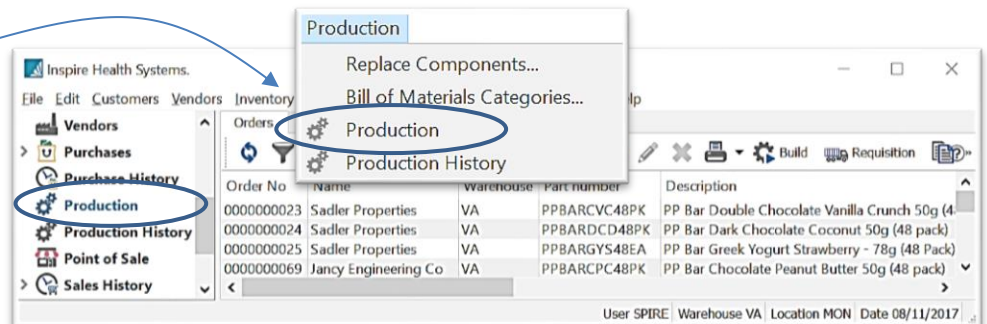 Production
Replace Components...
Bill of Materials Categories...
Production
Production History
Inspire Health Systems.
File Edit Customers Vendors Inventory
Vendors
Purchases
Purchase History
Production
Production History
Point of Sale
Sales History
Orders
Build Requisition
Order No Name Warehouse Part number Description
0000000023 Sadler Properties VA PPBARCVC48PK PP Bar Double Chocolate Vanilla Crunch 50g (4
0000000024 Sadler Properties VA PPBARDCD48PK PP Bar Dark Chocolate Coconut 50g (48 pack)
0000000025 Sadler Properties VA PPBARGYS48EA PP Bar Greek Yogurt Strawberry - 78g (48 Pack)
0000000069 Jancy Engineering Co VA PPBARCPC48PK PP Bar Chocolate Peanut Butter 50g (48 pack)
User SPIRE Warehouse VA Location MON Date 08/11/2017